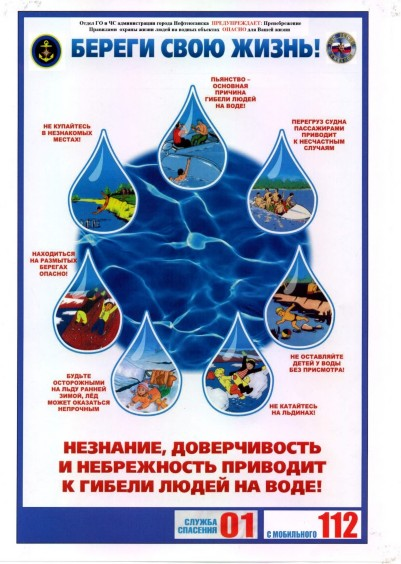 Отдел ГО и ЧС администрации города Нефтеюганска ПРЕДУПРЕЖДАЕТ: Пренебрежение
Правилами охраны жизни людей на водных объектах ОПАСНО для Вашей жизни
БЕРЕГИ СВОЮ ЖИЗНЬ!
ПЬЯНСТВО –
ОСНОВНАЯ
ПРИЧИНА
ГИБЕЛИ ЛЮДЕЙ
НА ВОДЕ!
НЕ КУПАЙТЕСЬ
В НЕЗНАКОМЫХ
МЕСТАХ!
ПЕРЕГРУЗ СУДНА
ПАССАЖИРАМИ
ПРИВОДИТ
К НЕСЧАСТНЫМ
СЛУЧАЯМ
НАХОДИТЬСЯ
НА РАЗМЫТЫХ
БЕРЕГАХ
ОПАСНО!
НЕ ОСТАВЛЯЙТЕ
ДЕТЕЙ У ВОДЫ
БЕЗ ПРИСМОТРА!
БУДЬТЕ
ОСТОРОЖНЫМИ
НА ЛЬДУ РАННЕЙ
ЗИМОЙ, ЛЁД
МОЖЕТ ОКАЗАТЬСЯ
НЕПРОЧНЫМ
НЕ КАТАЙТЕСЬ
НА ЛЬДИНАХ!
НЕЗНАНИЕ, ДОВЕРЧИВОСТЬ
И НЕБРЕЖНОСТЬ ПРИВОДИТ
К ГИБЕЛИ ЛЮДЕЙ НА ВОДЕ!
СЛУЖБА
СПАСЕНИЯ 01
С МОБИЛЬНОГО 112